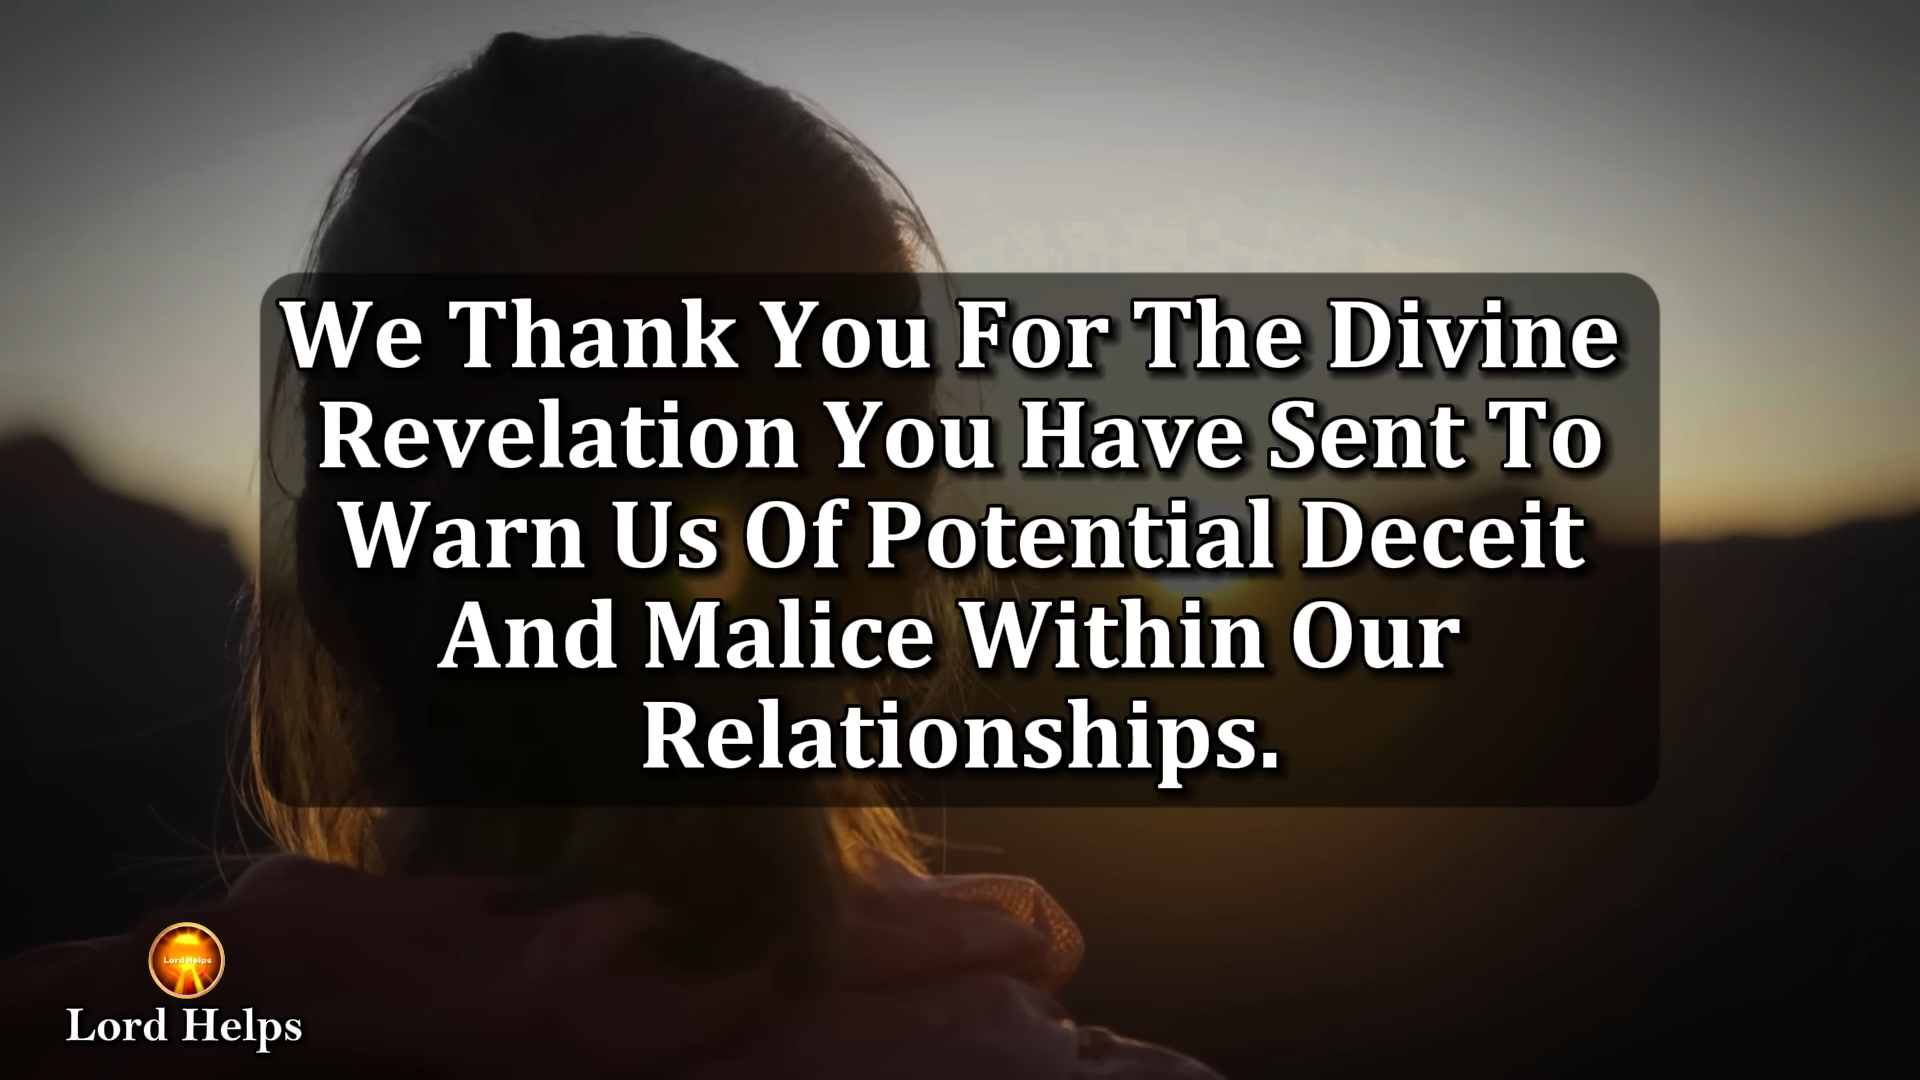 We Thank You For The Divine
Revelation You Have Sent To
Warn Us Of Potential Deceit
And Malice Within Our
Relationships.
Lord Helps
Lord Helps